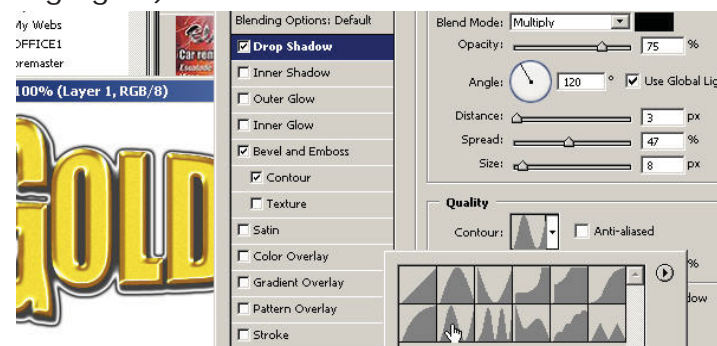 My Webs
OFFICE1
oremaster
Car ren
100% (Layer 1, RGB/8)
GOLD
Blending Options: Default
Drop Shadow
Inner Shadow
Outer Glow
Inner Glow
Bevel and Emboss
Contour
Texture
Satin
Color Overlay
Gradient Overlay
Pattern Overlay
Stroke
Blend Mode: Multiply
Opacity: 75 %
Angle: 120 ° Use Global Lig
Distance: 3 px
Spread: 47 %
Size: 8 px
Quality
Contour: Anti-aliased
%
dow